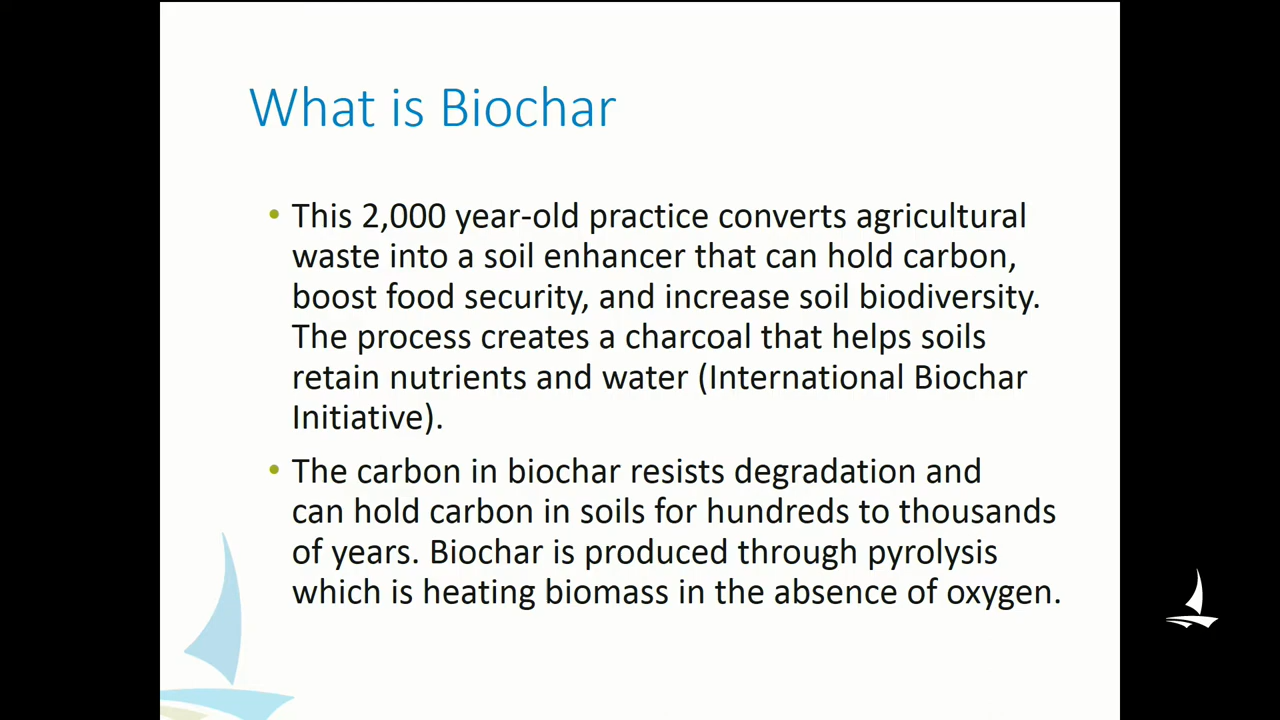 What is Biochar
• This 2,000 year-old practice converts agricultural
waste into a soil enhancer that can hold carbon,
boost food security, and increase soil biodiversity.
The process creates a charcoal that helps soils
retain nutrients and water (International Biochar
Initiative).
• The carbon in biochar resists degradation and
can hold carbon in soils for hundreds to thousands
of years. Biochar is produced through pyrolysis
which is heating biomass in the absence of oxygen.